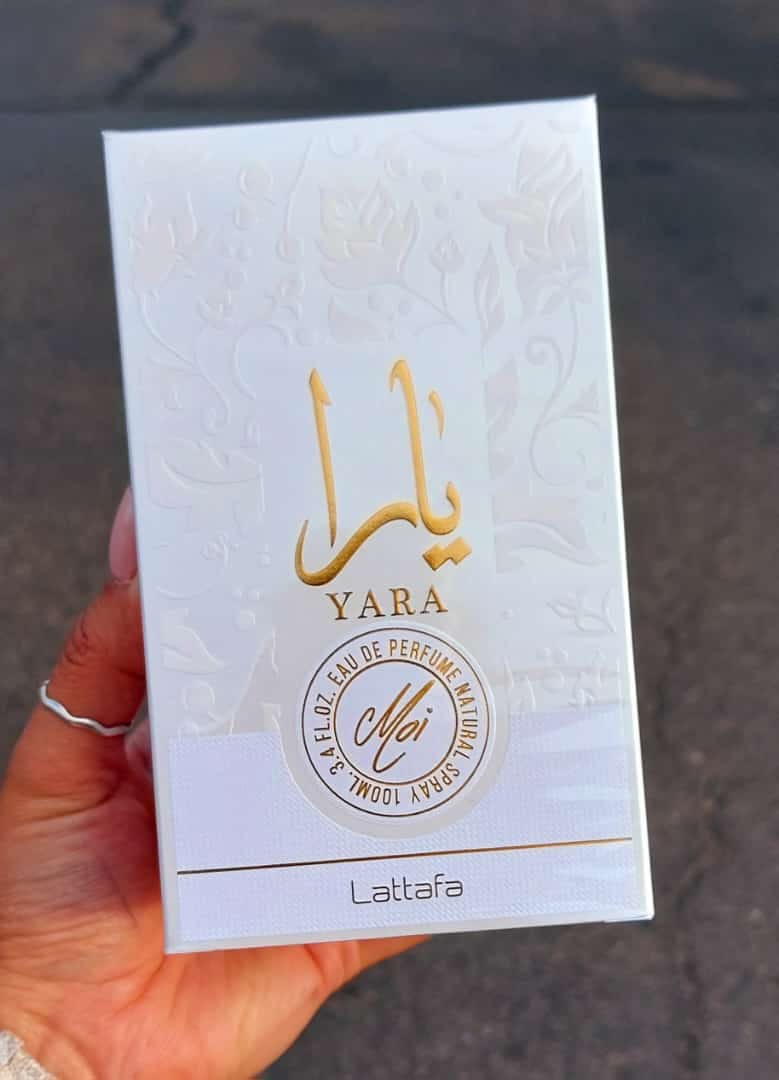 يارا
YARA
EAU DE PERFUME NATURAL SPRAY 100ML. 3.4 FL.OZ.
Moi
Lattafa